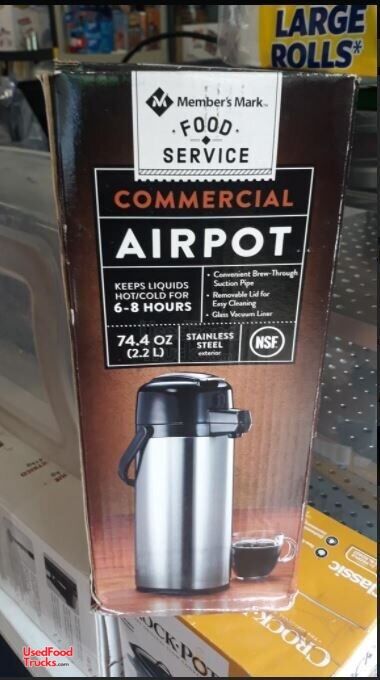 LARGE
ROLLS*
Member's Mark™
FOOD
SERVICE
COMMERCIAL
AIRPOT
KEEPS LIQUIDS
HOT/COLD FOR
6-8 HOURS
• Convenient Brew-Through
Suction Pipe
• Removable Lid for
Easy Cleaning
• Glass Vacuum Liner
74.4 OZ
(2.2 L)
STAINLESS
STEEL
exterior
NSF
Classic
CROCK
CROCK-POT
UsedFood
Trucks.com